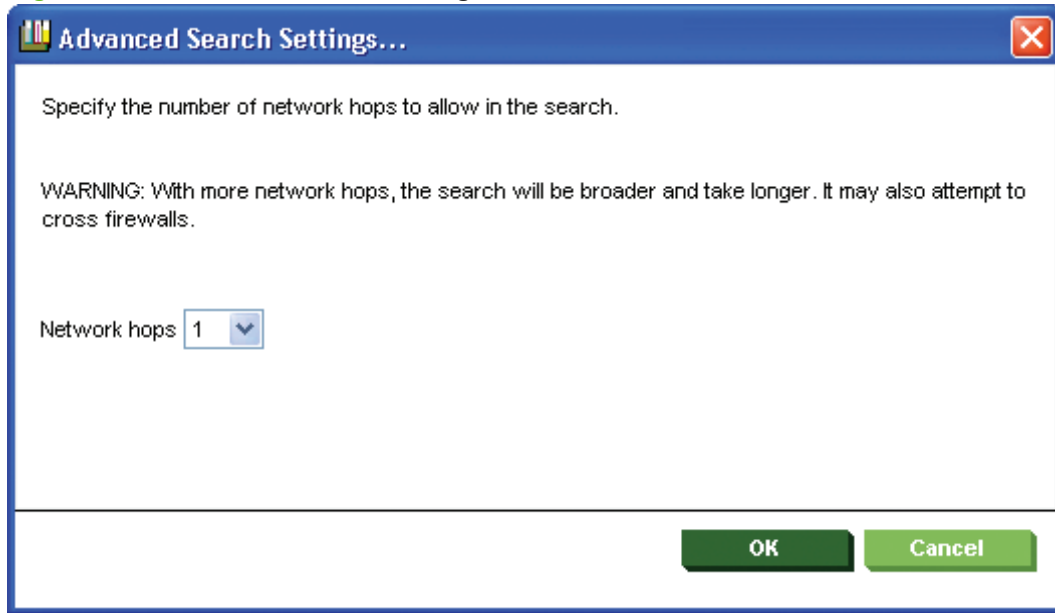 Advanced Search Settings...
Specify the number of network hops to allow in the search.
WARNING: With more network hops, the search will be broader and take longer. It may also attempt to
cross firewalls.
Network hops 1
OK Cancel